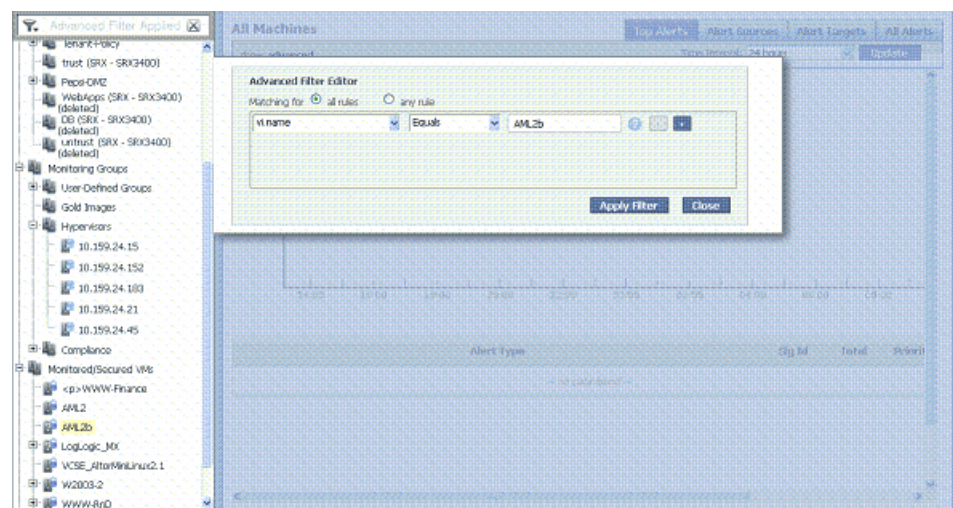 Advanced Filter Applied
Tenant-Policy
trust (SRX - SRX3400)
Pepsi-DMZ
WebApps (SRX - SRX3400)
(deleted)
DB (SRX - SRX3400)
(deleted)
untrust (SRX - SRX3400)
(deleted)
Monitoring Groups
User-Defined Groups
Gold Images
Hypervisors
10.159.24.15
10.159.24.152
10.159.24.183
10.159.24.21
10.159.24.45
Compliance
Monitored/Secured VMs
<p>WWW-Finance
AML2
AML2b
LogLogic_MX
VCSE_AltorMiniLinux2.1
W2003-2
WWW-RnD
All Machines
Top Alerts
Alert Sources
Alert Targets
All Alerts
show advanced
Time Interval: 24 hours
Update
Advanced Filter Editor
Matching for all rules any rule
vi.name Equals AML2b
Apply Filter Close
Alert Type Sig Id Total Priorit